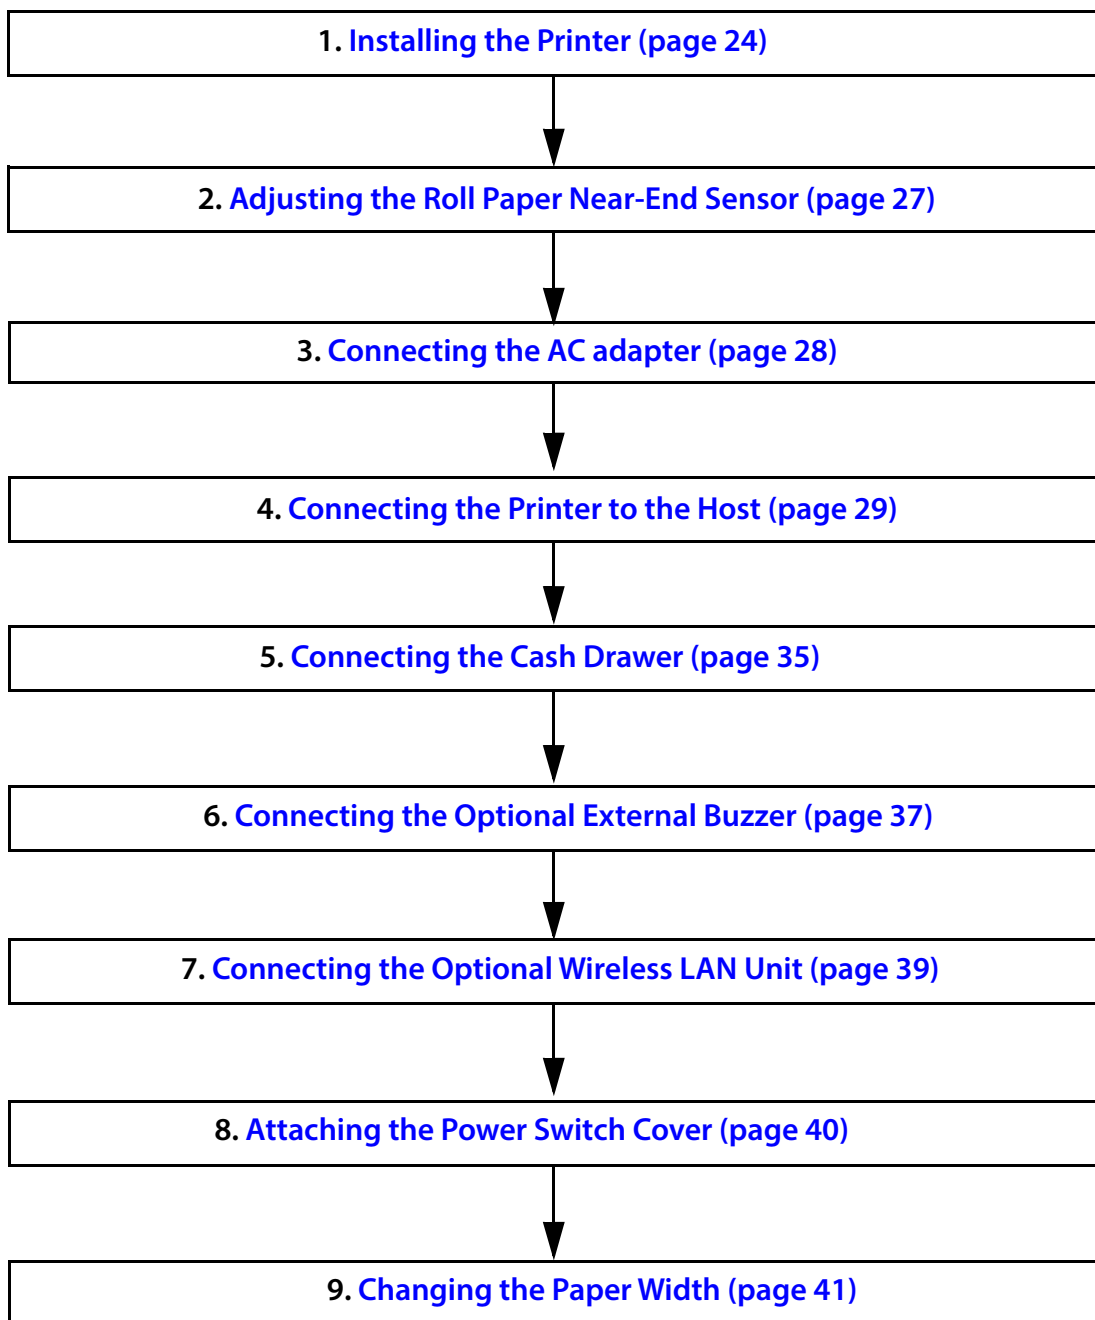 1. Installing the Printer (page 24)
2. Adjusting the Roll Paper Near-End Sensor (page 27)
3. Connecting the AC adapter (page 28)
4. Connecting the Printer to the Host (page 29)
5. Connecting the Cash Drawer (page 35)
6. Connecting the Optional External Buzzer (page 37)
7. Connecting the Optional Wireless LAN Unit (page 39)
8. Attaching the Power Switch Cover (page 40)
9. Changing the Paper Width (page 41)